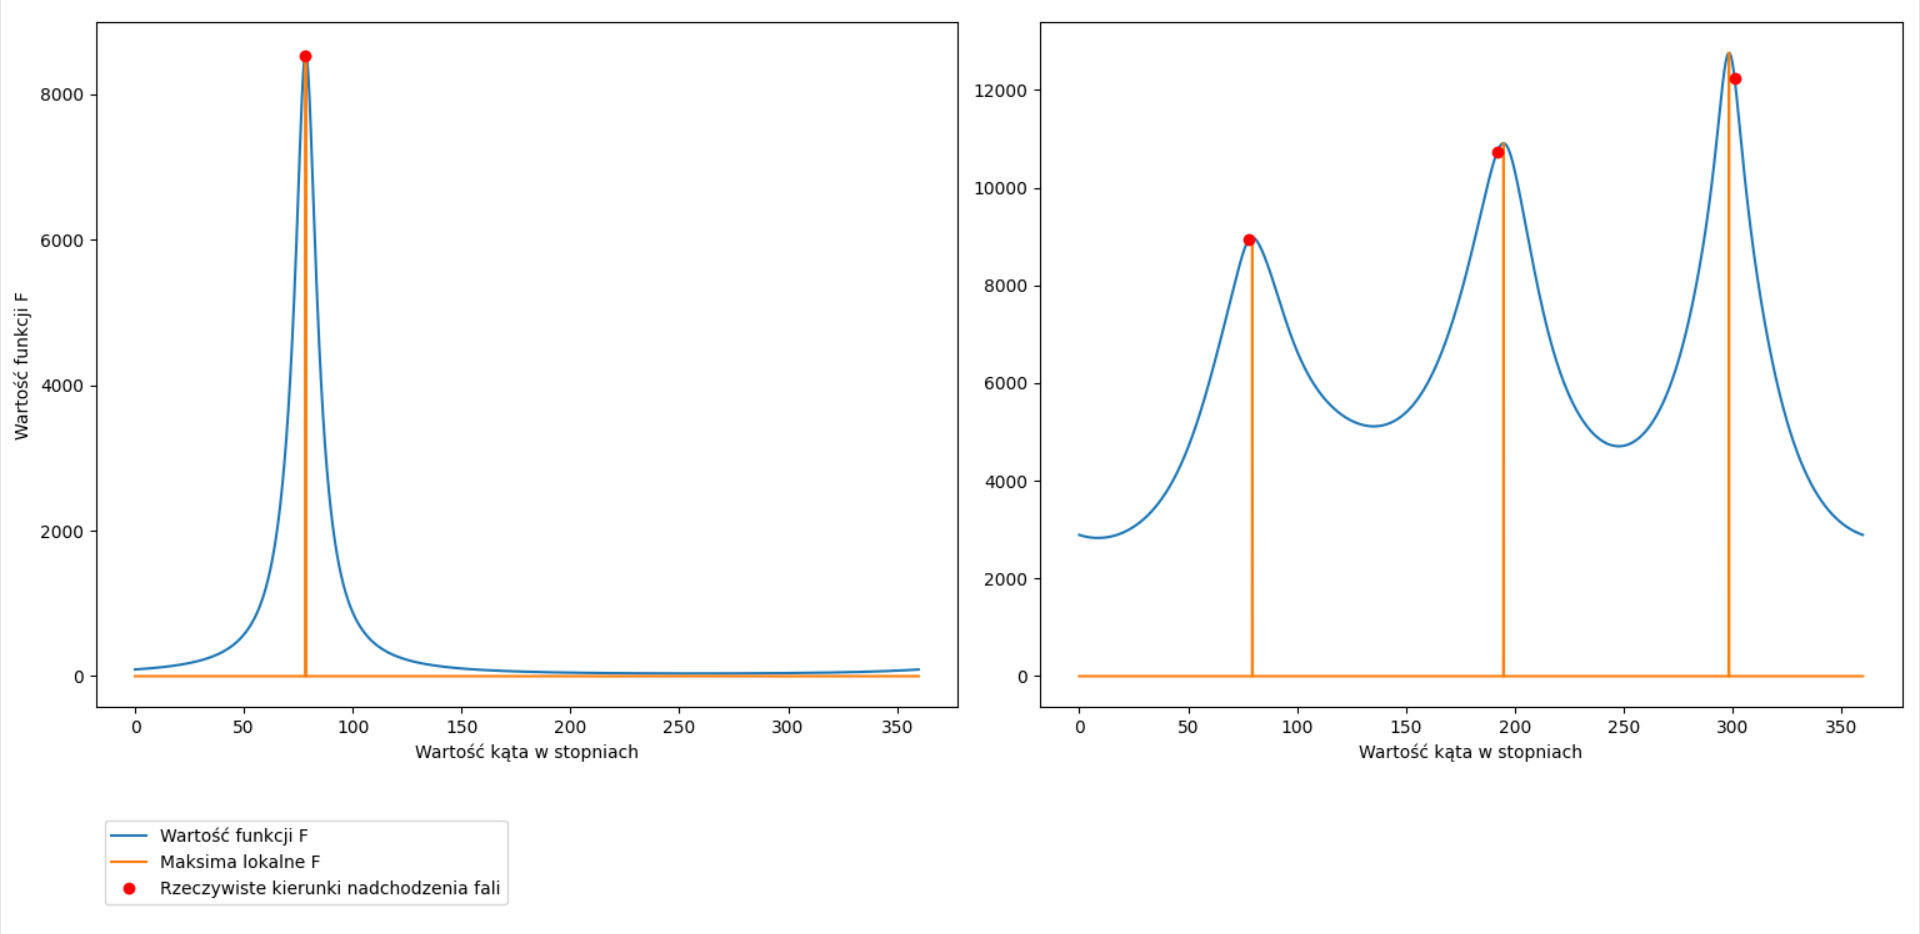 Wartość funkcji F
8000
6000
4000
2000
0
0 50 100 150 200 250 300 350
Wartość kąta w stopniach
12000
10000
8000
6000
4000
2000
0
0 50 100 150 200 250 300 350
Wartość kąta w stopniach
Wartość funkcji F
Maksima lokalne F
Rzeczywiste kierunki nadchodzenia fali